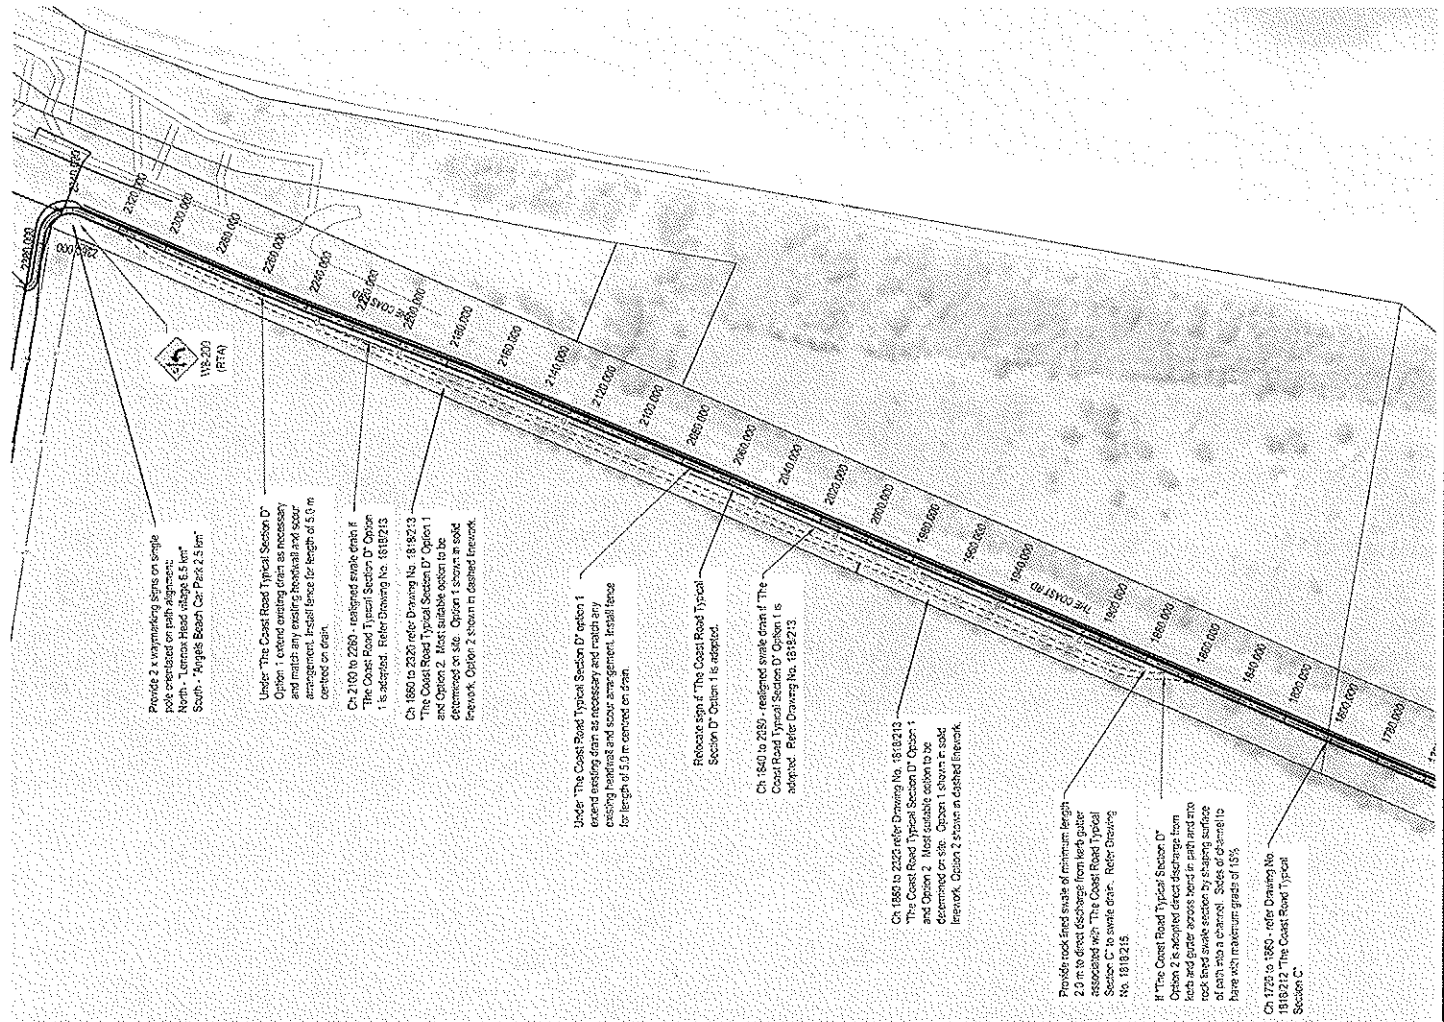 Provide 2 x waymarking signs on single
pole orientated on path alignment:
North - "Lennox Head village 6.5 km"
South - "Angels Beach Car Park 2.5 km"
W8-200
(RTA)
Under "The Coast Road Typical Section D"
Option 1 extend existing drain as necessary
and match any existing headwall and scour
arrangement. Install fence for length of 5.0 m
centred on drain.
Ch 2100 to 2280 - realigned swale drain if
"The Coast Road Typical Section D" Option
1 is adopted. Refer Drawing No. 1818/213
Ch 1860 to 2320 refer Drawing No. 1818/213
"The Coast Road Typical Section D" Option 1
and Option 2. Most suitable option to be
determined on site. Option 1 shown in solid
linework. Option 2 shown in dashed linework.
Under "The Coast Road Typical Section D" option 1
extend existing drain as necessary and match any
existing headwall and scour arrangement. Install fence
for length of 5.0 m centred on drain.
Relocate sign if "The Coast Road Typical
Section D" Option 1 is adopted.
Ch 1840 to 2080 - realigned swale drain if "The
Coast Road Typical Section D" Option 1 is
adopted. Refer Drawing No. 1818/213.
Ch 1860 to 2320 refer Drawing No. 1818/213
"The Coast Road Typical Section D" Option 1
and Option 2. Most suitable option to be
determined on site. Option 1 shown in solid
linework. Option 2 shown in dashed linework.
Provide rock lined swale of minimum length
2.0 m to direct discharge from kerb gutter
associated with "The Coast Road Typical
Section C" to swale drain. Refer Drawing
No. 1818/215.
If "The Coast Road Typical Section D"
Option 2 is adopted direct discharge from
kerb and gutter across bend in path and into
rock lined swale section by shaping surface
of path into a channel. Sides of channel to
have with maximum grade of 15%
Ch 1720 to 1860 - refer Drawing No.
1818/212 "The Coast Road Typical
Section C"
2320.000
2300.000
2280.000
2260.000
2240.000
2220.000
2200.000
THE COAST RD
2180.000
2160.000
2140.000
2120.000
2100.000
2080.000
2060.000
2040.000
2020.000
2000.000
1980.000
1960.000
1940.000
THE COAST RD
1900.000
1880.000
1860.000
1840.000
1820.000
1800.000
1780.000